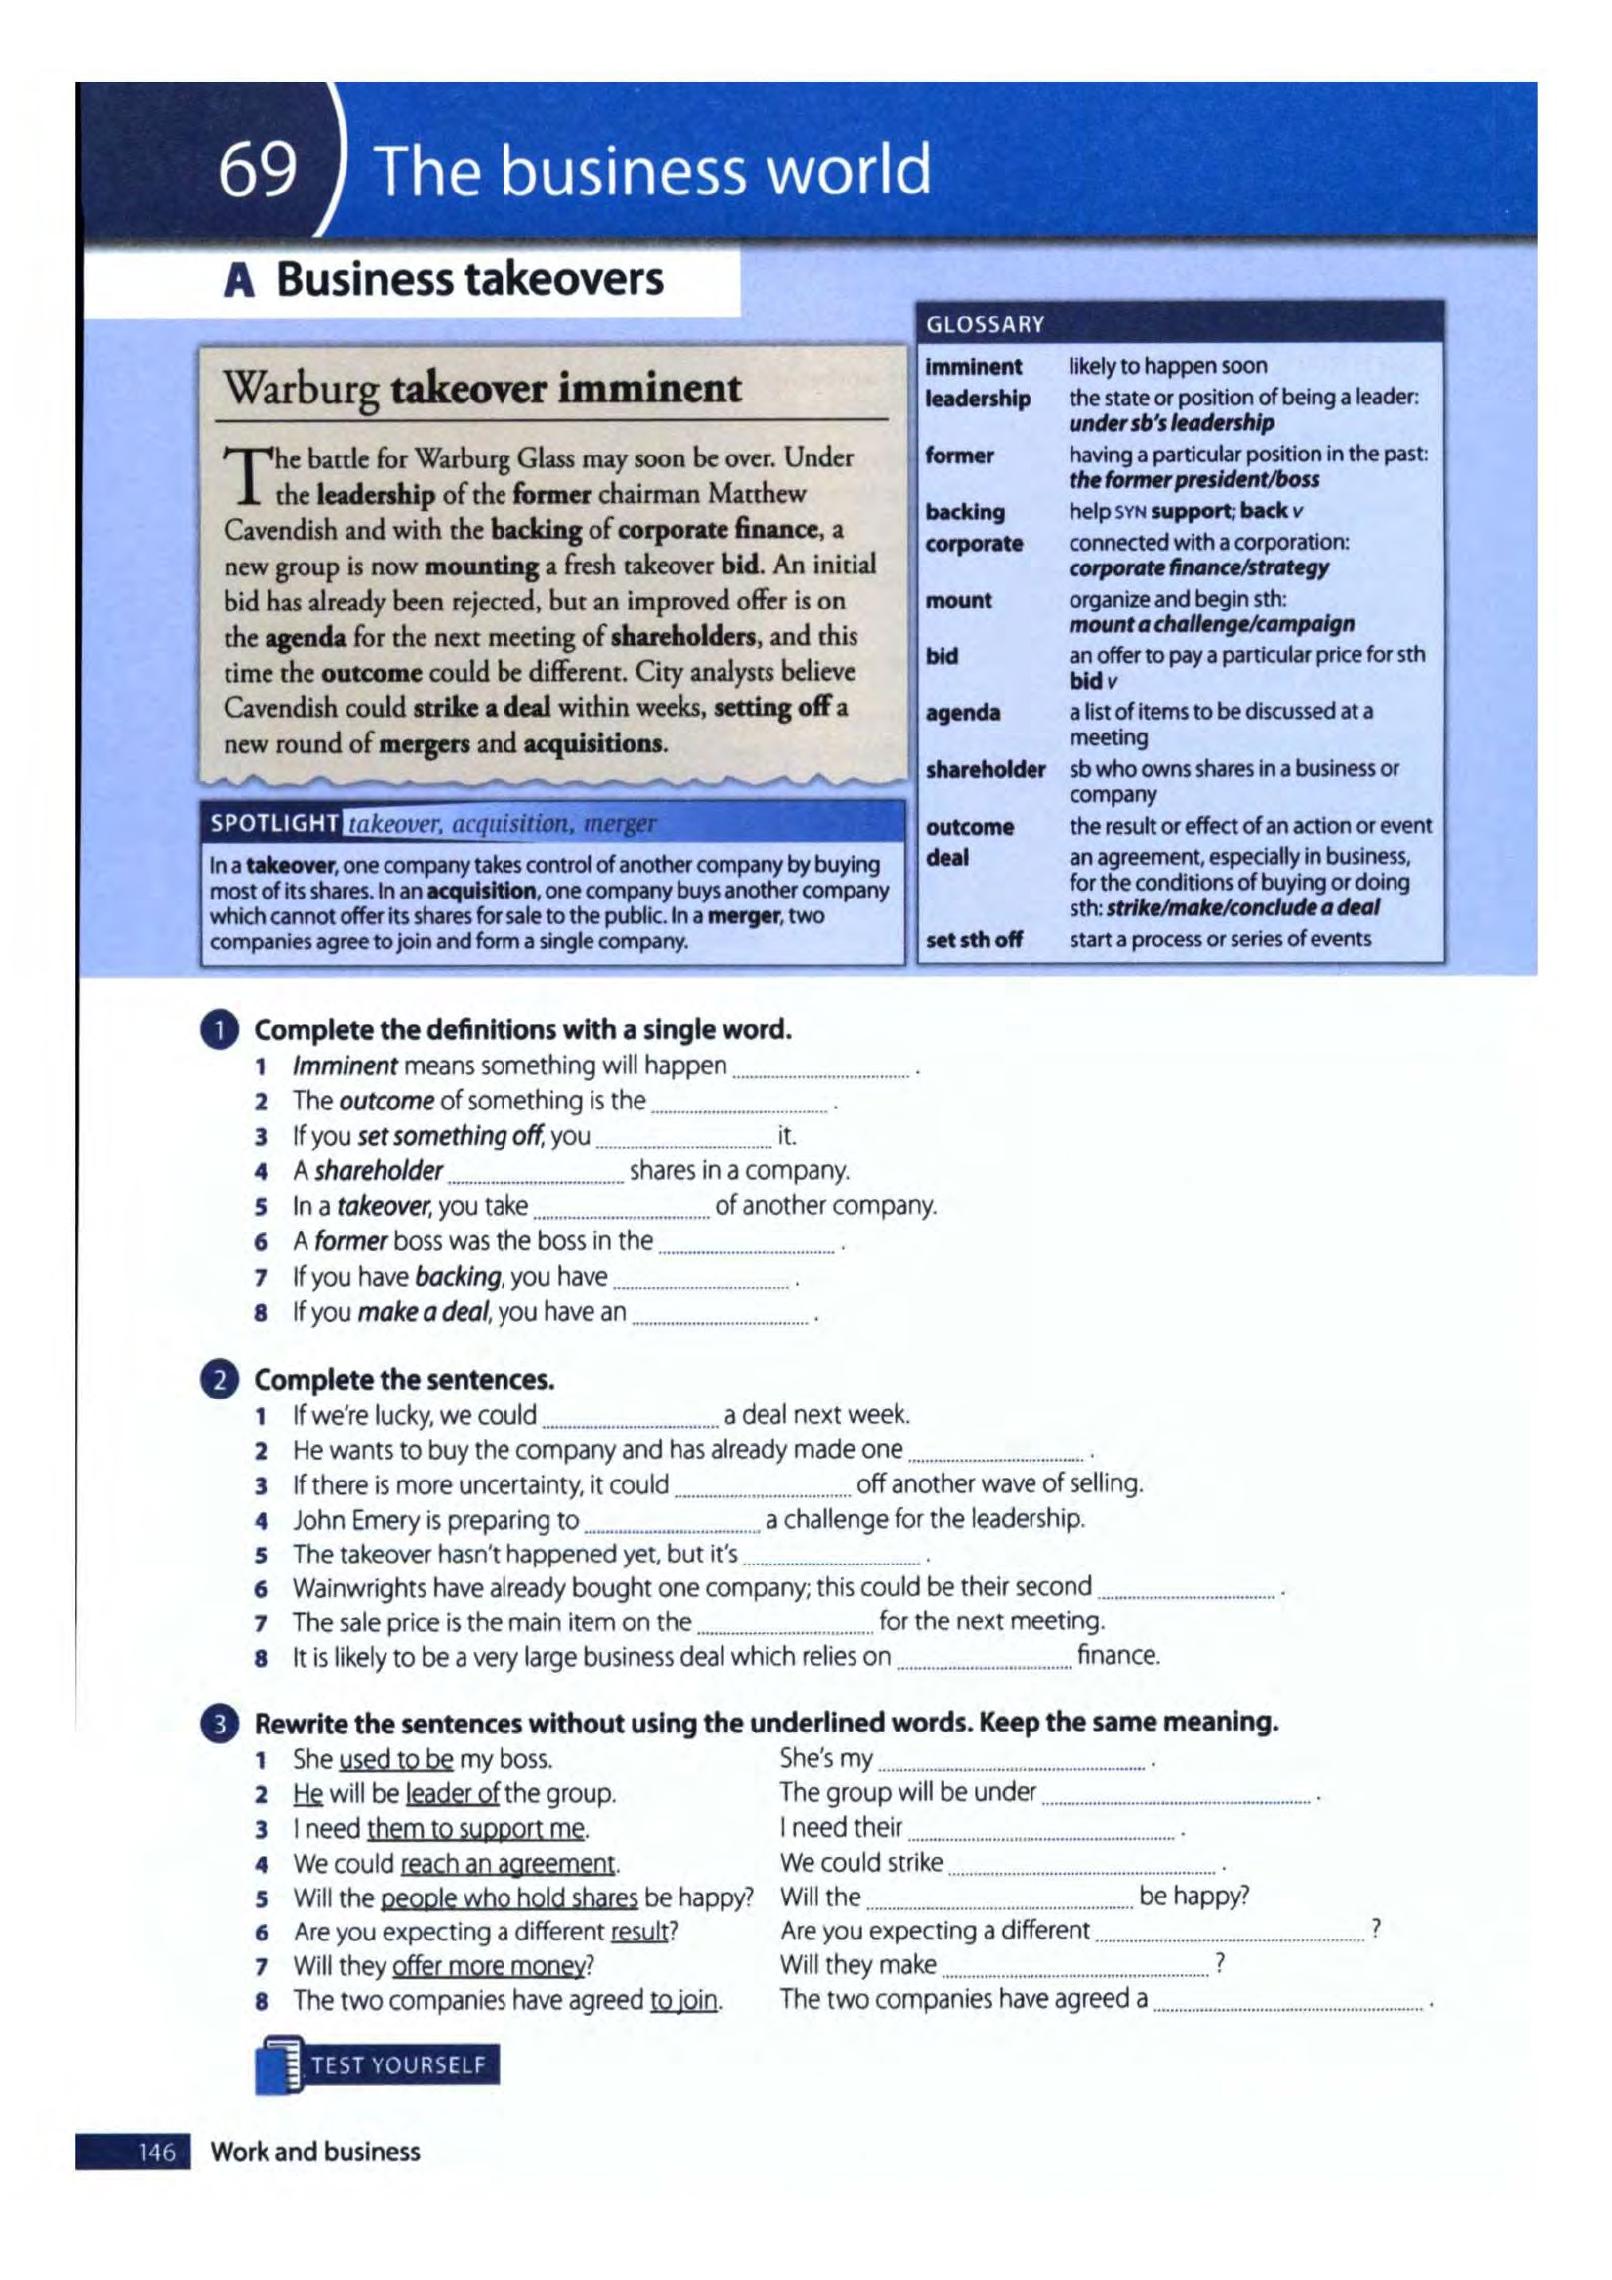 69 The business world
A Business takeovers
Warburg takeover imminent
The battle for Warburg Glass may soon be over. Under
the leadership of the former chairman Matthew
Cavendish and with the backing of corporate finance, a
new group is now mounting a fresh takeover bid. An initial
bid has already been rejected, but an improved offer is on
the agenda for the next meeting of shareholders, and this
time the outcome could be different. City analysts believe
Cavendish could strike a deal within weeks, setting off a
new round of mergers and acquisitions.
SPOTLIGHT takeover, acquisition, merger
In a takeover, one company takes control of another company by buying
most of its shares. In an acquisition, one company buys another company
which cannot offer its shares for sale to the public. In a merger, two
companies agree to join and form a single company.
GLOSSARY
imminent likely to happen soon
leadership the state or position of being a leader:
under sb's leadership
former having a particular position in the past:
the former president/boss
backing help SYN support; back v
corporate connected with a corporation:
corporate finance/strategy
mount organize and begin sth:
mount a challenge/campaign
bid an offer to pay a particular price for sth
bid v
agenda a list of items to be discussed at a
meeting
shareholder sb who owns shares in a business or
company
outcome the result or effect of an action or event
deal an agreement, especially in business,
for the conditions of buying or doing
sth: strike/make/conclude a deal
set sth off start a process or series of events
1 Complete the definitions with a single word.
1 Imminent means something will happen .
2 The outcome of something is the .
3 If you set something off, you it.
4 A shareholder shares in a company.
5 In a takeover, you take of another company.
6 A former boss was the boss in the .
7 If you have backing, you have .
8 If you make a deal, you have an .
2 Complete the sentences.
1 If we're lucky, we could a deal next week.
2 He wants to buy the company and has already made one .
3 If there is more uncertainty, it could off another wave of selling.
4 John Emery is preparing to a challenge for the leadership.
5 The takeover hasn't happened yet, but it's .
6 Wainwrights have already bought one company; this could be their second .
7 The sale price is the main item on the for the next meeting.
8 It is likely to be a very large business deal which relies on finance.
3 Rewrite the sentences without using the underlined words. Keep the same meaning.
1 She used to be my boss. She's my .
2 He will be leader of the group. The group will be under .
3 I need them to support me. I need their .
4 We could reach an agreement. We could strike .
5 Will the people who hold shares be happy? Will the be happy?
6 Are you expecting a different result? Are you expecting a different ?
7 Will they offer more money? Will they make ?
8 The two companies have agreed to join. The two companies have agreed a .
TEST YOURSELF
146 Work and business